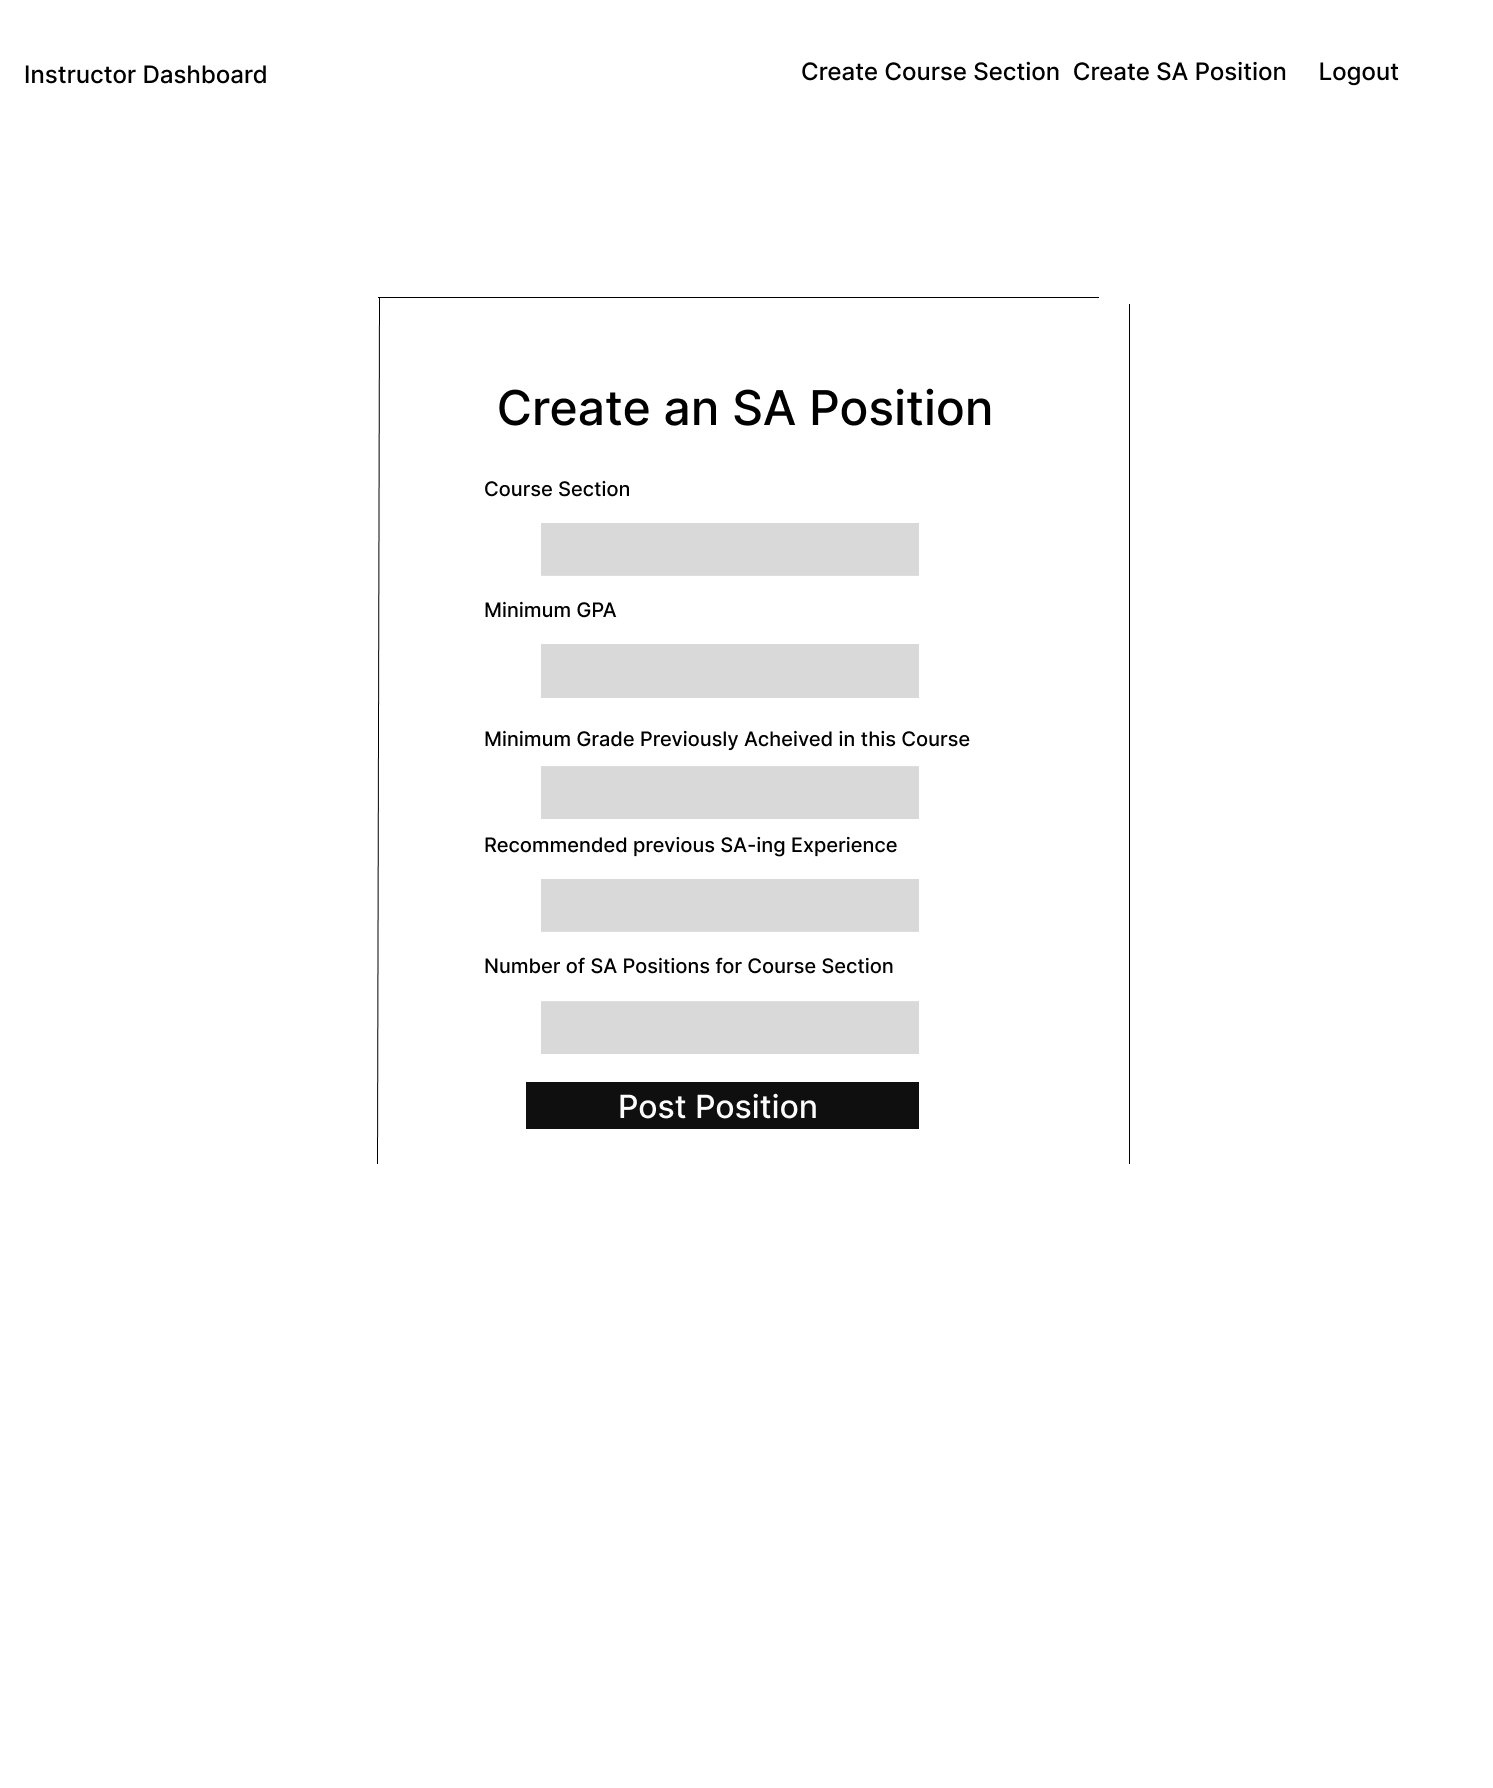 Instructor Dashboard
Create Course Section
Create SA Position
Logout
Create an SA Position
Course Section
Minimum GPA
Minimum Grade Previously Acheived in this Course
Recommended previous SA-ing Experience
Number of SA Positions for Course Section
Post Position